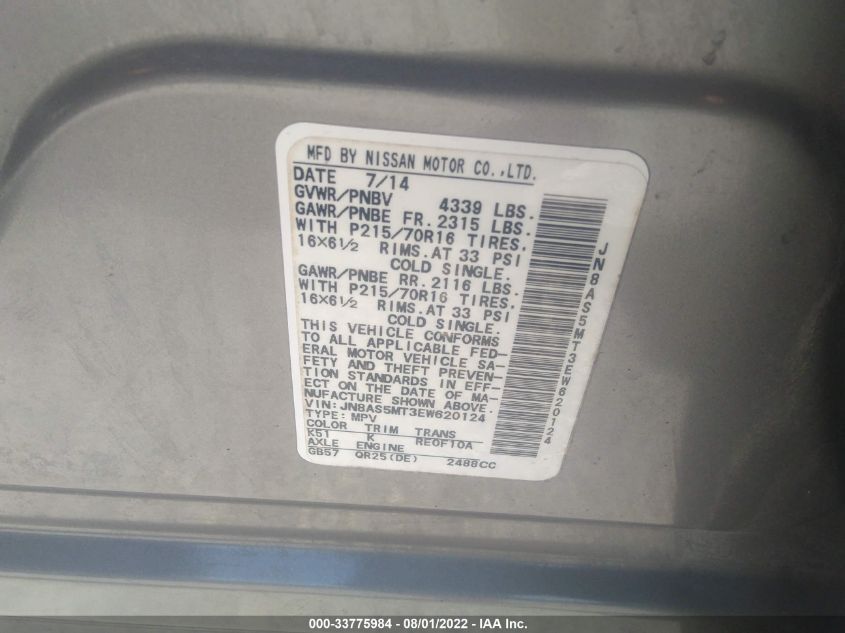 MFD BY NISSAN MOTOR CO.,LTD.
DATE 7/14
GVWR/PNBV 4339 LBS.
GAWR/PNBE FR. 2315 LBS.
WITH P215/70R16 TIRES.
16X6½ RIMS. AT 33 PSI
COLD SINGLE.
GAWR/PNBE RR. 2116 LBS.
WITH P215/70R16 TIRES.
16X6½ RIMS. AT 33 PSI
COLD SINGLE.
THIS VEHICLE CONFORMS
TO ALL APPLICABLE FED-
ERAL MOTOR VEHICLE SA-
FETY AND THEFT PREVEN-
TION STANDARDS IN EFF-
ECT ON THE DATE OF MA-
NUFACTURE SHOWN ABOVE.
VIN: JN8AS5MT3EW620124
TYPE: MPV
COLOR TRIM TRANS
K51 K RE0F10A
AXLE ENGINE
GB57 QR25(DE) 2488CC
JN8AS5MT3EW620124
000-33775984 - 08/01/2022 - IAA Inc.